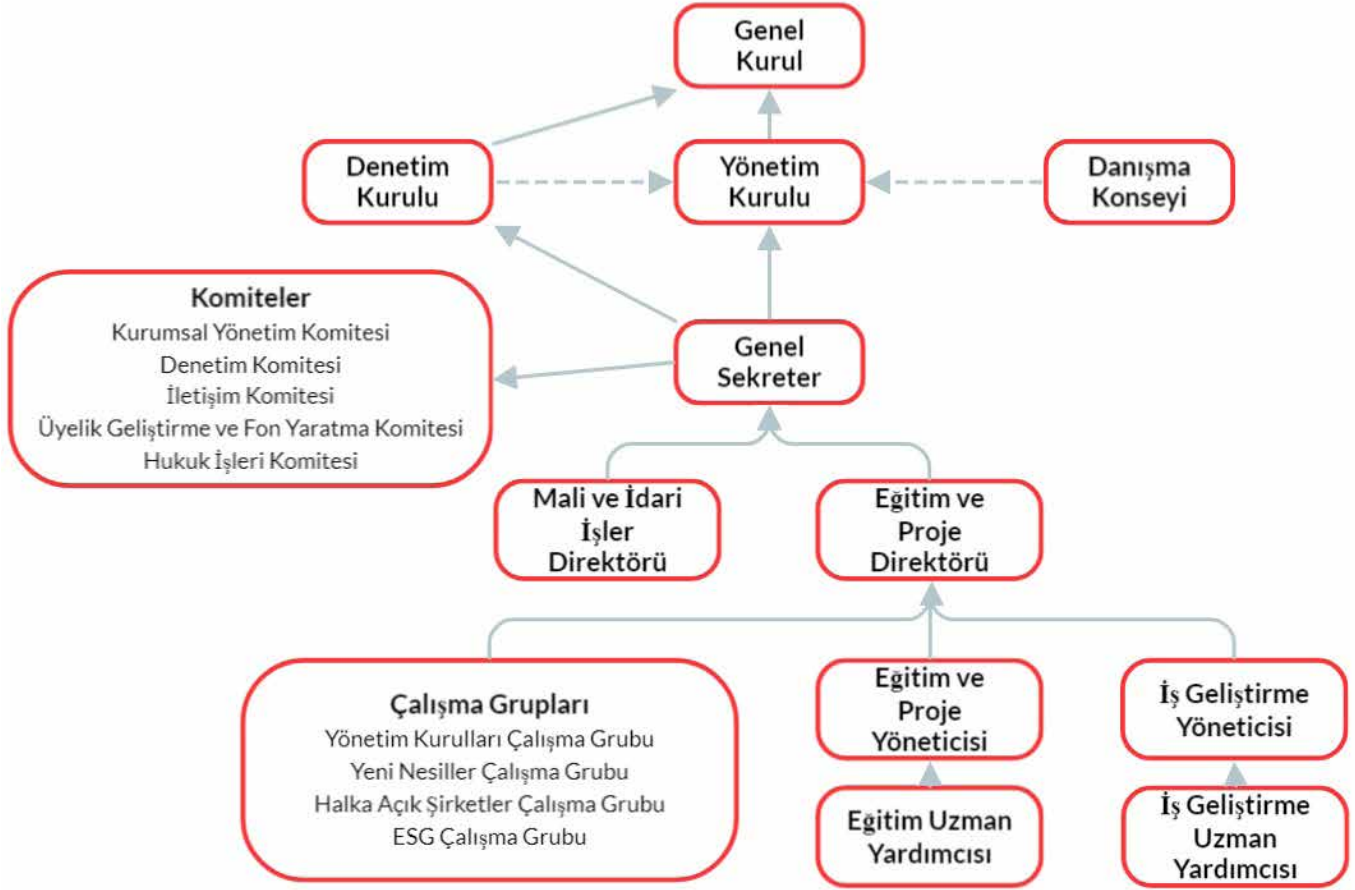 Genel
Kurul
Denetim
Kurulu
Yönetim
Kurulu
Danışma
Konseyi
Komiteler
Kurumsal Yönetim Komitesi
Denetim Komitesi
İletişim Komitesi
Üyelik Geliştirme ve Fon Yaratma Komitesi
Hukuk İşleri Komitesi
Genel
Sekreter
Mali ve İdari
İşler
Direktörü
Eğitim ve
Proje
Direktörü
Çalışma Grupları
Yönetim Kurulları Çalışma Grubu
Yeni Nesiller Çalışma Grubu
Halka Açık Şirketler Çalışma Grubu
ESG Çalışma Grubu
Eğitim ve
Proje
Yöneticisi
İş Geliştirme
Yöneticisi
Eğitim Uzman
Yardımcısı
İş Geliştirme
Uzman
Yardımcısı